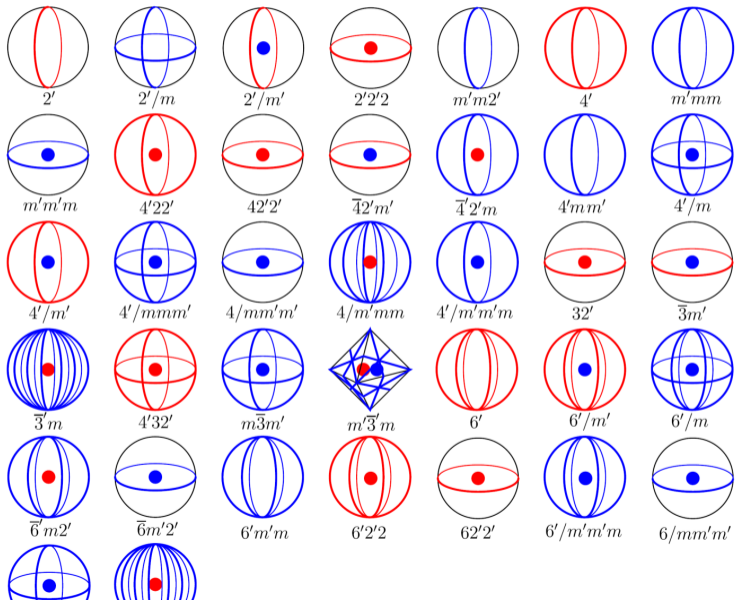 2′ 2′/m 2′/m′ 2′2′2 m′m2′ 4′ m′mm
m′m′m 4′22′ 42′2′ 4̅2′m′ 4̅′2′m 4′mm′ 4′/m
4′/m′ 4′/mmm′ 4/mm′m′ 4/m′mm 4′/m′m′m 32′ 3̅m′
3̅′m 4′32′ m3̅m′ m′3̅′m 6′ 6′/m′ 6′/m
6̅′m2′ 6̅m′2′ 6′m′m 6′2′2 62′2′ 6′/m′m′m 6/mm′m′